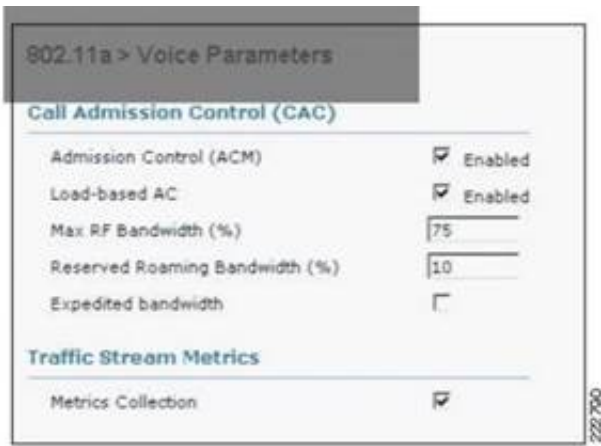 802.11a > Voice Parameters
Call Admission Control (CAC)
Admission Control (ACM) Enabled
Load-based AC Enabled
Max RF Bandwidth (%) 75
Reserved Roaming Bandwidth (%) 10
Expedited bandwidth
Traffic Stream Metrics
Metrics Collection
222790